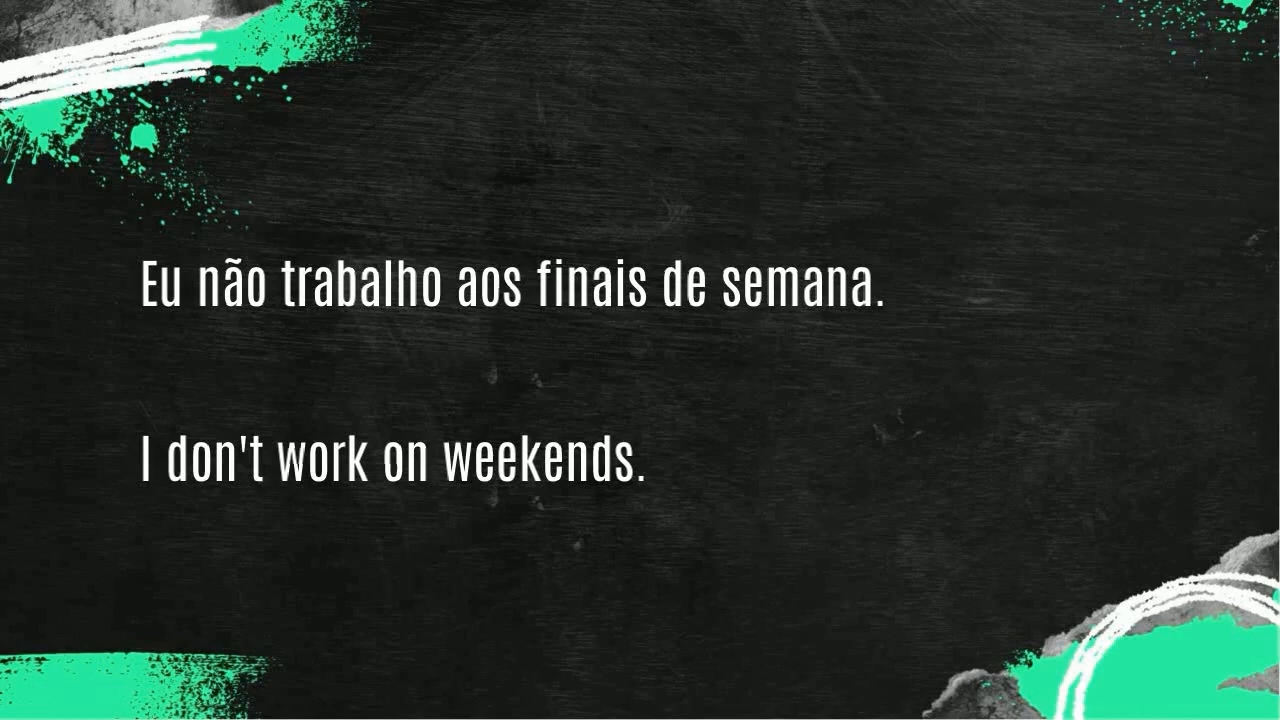 Eu não trabalho aos finais de semana.
I don't work on weekends.